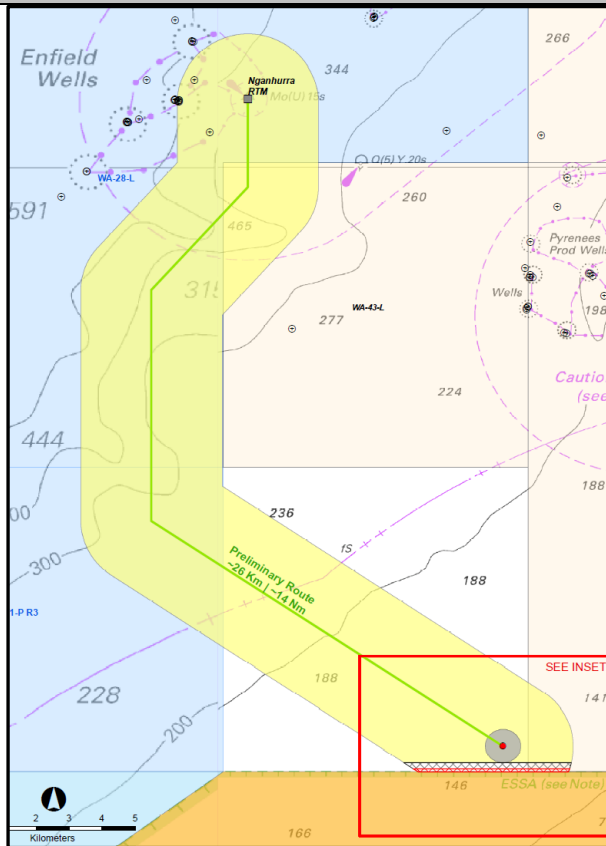 266
Enfield
Wells
344
Nganhurra
RTM
Mo(U) 15s
Q(5) Y 20s
WA-28-L
591
260
465
Pyrenees
Prod Wells
315
Wells
198
277
WA-43-L
Cautio
(see
224
444
188
00
236
fS
300
Preliminary Route
~26 Km | ~14 Nm
188
1-P R3
SEE INSET
188
228
141
200
146
ESSA (see Note)
7
2 3 4 5
Kilometers
166